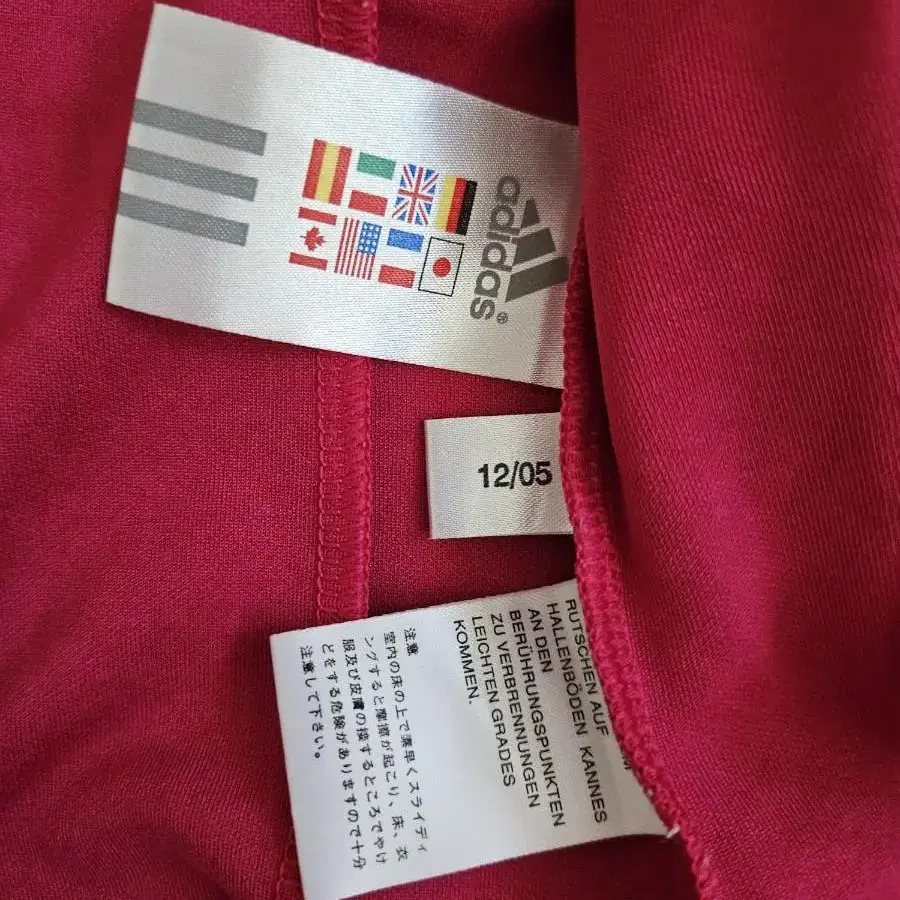 adidas®
12/05
RUTSCHEN AUF
HALLENBÖDEN KANNES
AN DEN
BERÜHRUNGSPUNKTEN
ZU VERBRENNUNGEN
LEICHTEN GRADES
KOMMEN.
注意
室内の床の上で素早くスライディ
ングすると摩擦が起こり、床、衣
服及び皮膚の接するところでやけ
どをする危険がありますので十分
注意して下さい。